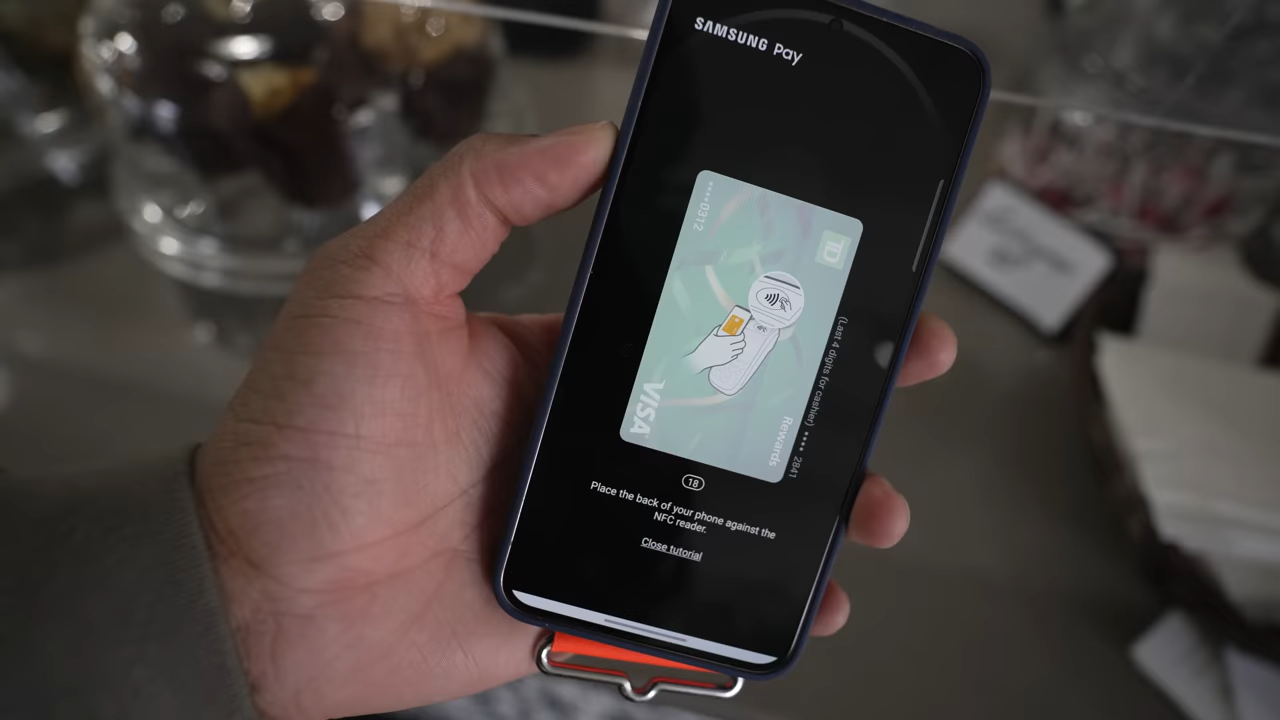 SAMSUNG Pay
••••0312
TD
VISA
Rewards
(Last 4 digits for cashier) •••• 2841
18
Place the back of your phone against the
NFC reader.
Close tutorial